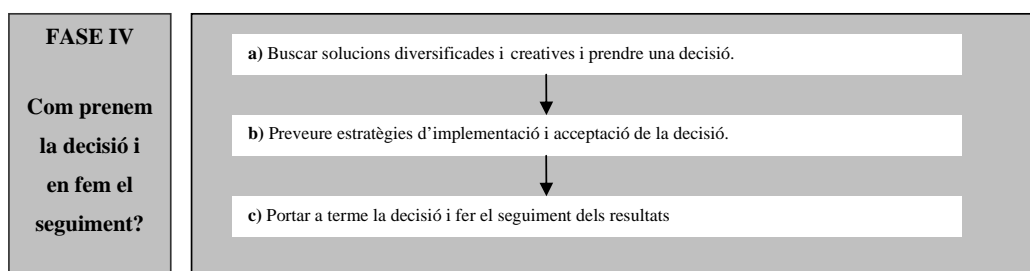 FASE IV
Com prenem
la decisió i
en fem el
seguiment?
a) Buscar solucions diversificades i creatives i prendre una decisió.
b) Preveure estratègies d’implementació i acceptació de la decisió.
c) Portar a terme la decisió i fer el seguiment dels resultats